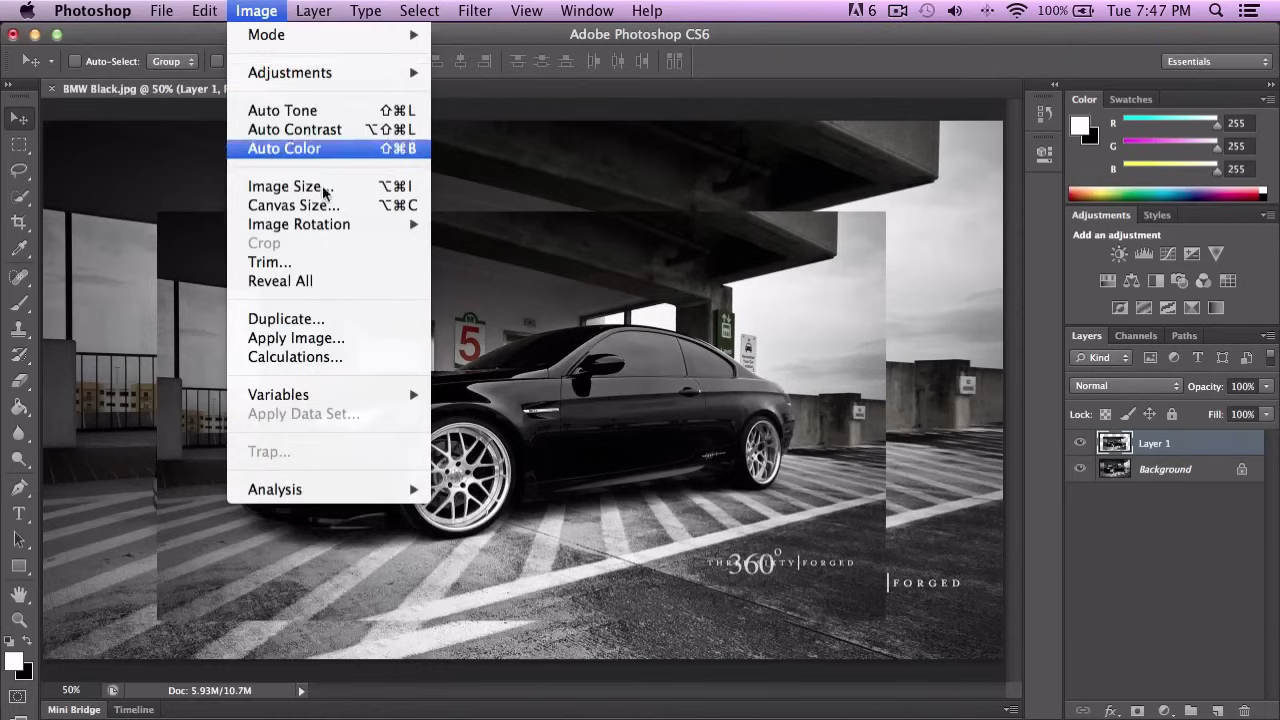 Photoshop File Edit Image Layer Type Select Filter View Window Help 6 100% Tue 7:47 PM
Adobe Photoshop CS6
Auto-Select: Group Essentials
BMW Black.jpg @ 50% (Layer 1,
Mode
Adjustments
Auto Tone ⇧⌘L
Auto Contrast ⌥⇧⌘L
Auto Color ⇧⌘B
Image Size... ⌥⌘I
Canvas Size... ⌥⌘C
Image Rotation
Crop
Trim...
Reveal All
Duplicate...
Apply Image...
Calculations...
Variables
Apply Data Set...
Trap...
Analysis
5
360°
FORGED
FORGED
Color Swatches
R 255
G 255
B 255
Adjustments Styles
Add an adjustment
Layers Channels Paths
Kind
Normal Opacity: 100%
Lock: Fill: 100%
Layer 1
Background
50% Doc: 5.93M/10.7M
Mini Bridge Timeline